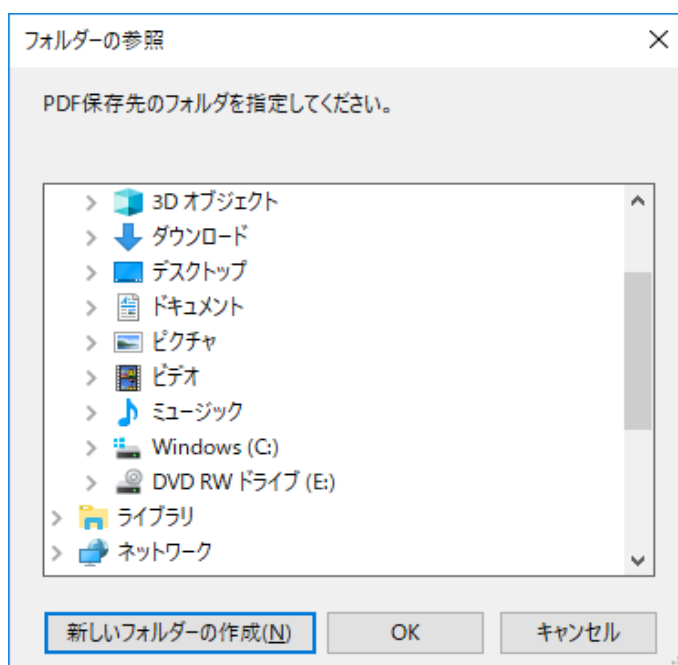 フォルダーの参照
PDF保存先のフォルダを指定してください。
3D オブジェクト
ダウンロード
デスクトップ
ドキュメント
ピクチャ
ビデオ
ミュージック
Windows (C:)
DVD RW ドライブ (E:)
ライブラリ
ネットワーク
新しいフォルダーの作成(N) OK キャンセル